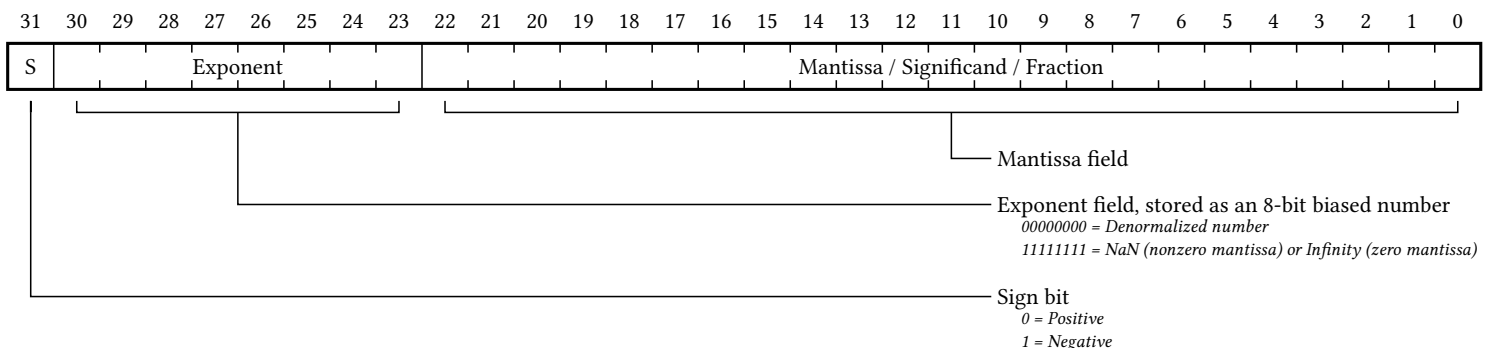 31 30 29 28 27 26 25 24 23 22 21 20 19 18 17 16 15 14 13 12 11 10 9 8 7 6 5 4 3 2 1 0
S Exponent Mantissa / Significand / Fraction
Mantissa field
Exponent field, stored as an 8-bit biased number
00000000 = Denormalized number
11111111 = NaN (nonzero mantissa) or Infinity (zero mantissa)
Sign bit
0 = Positive
1 = Negative